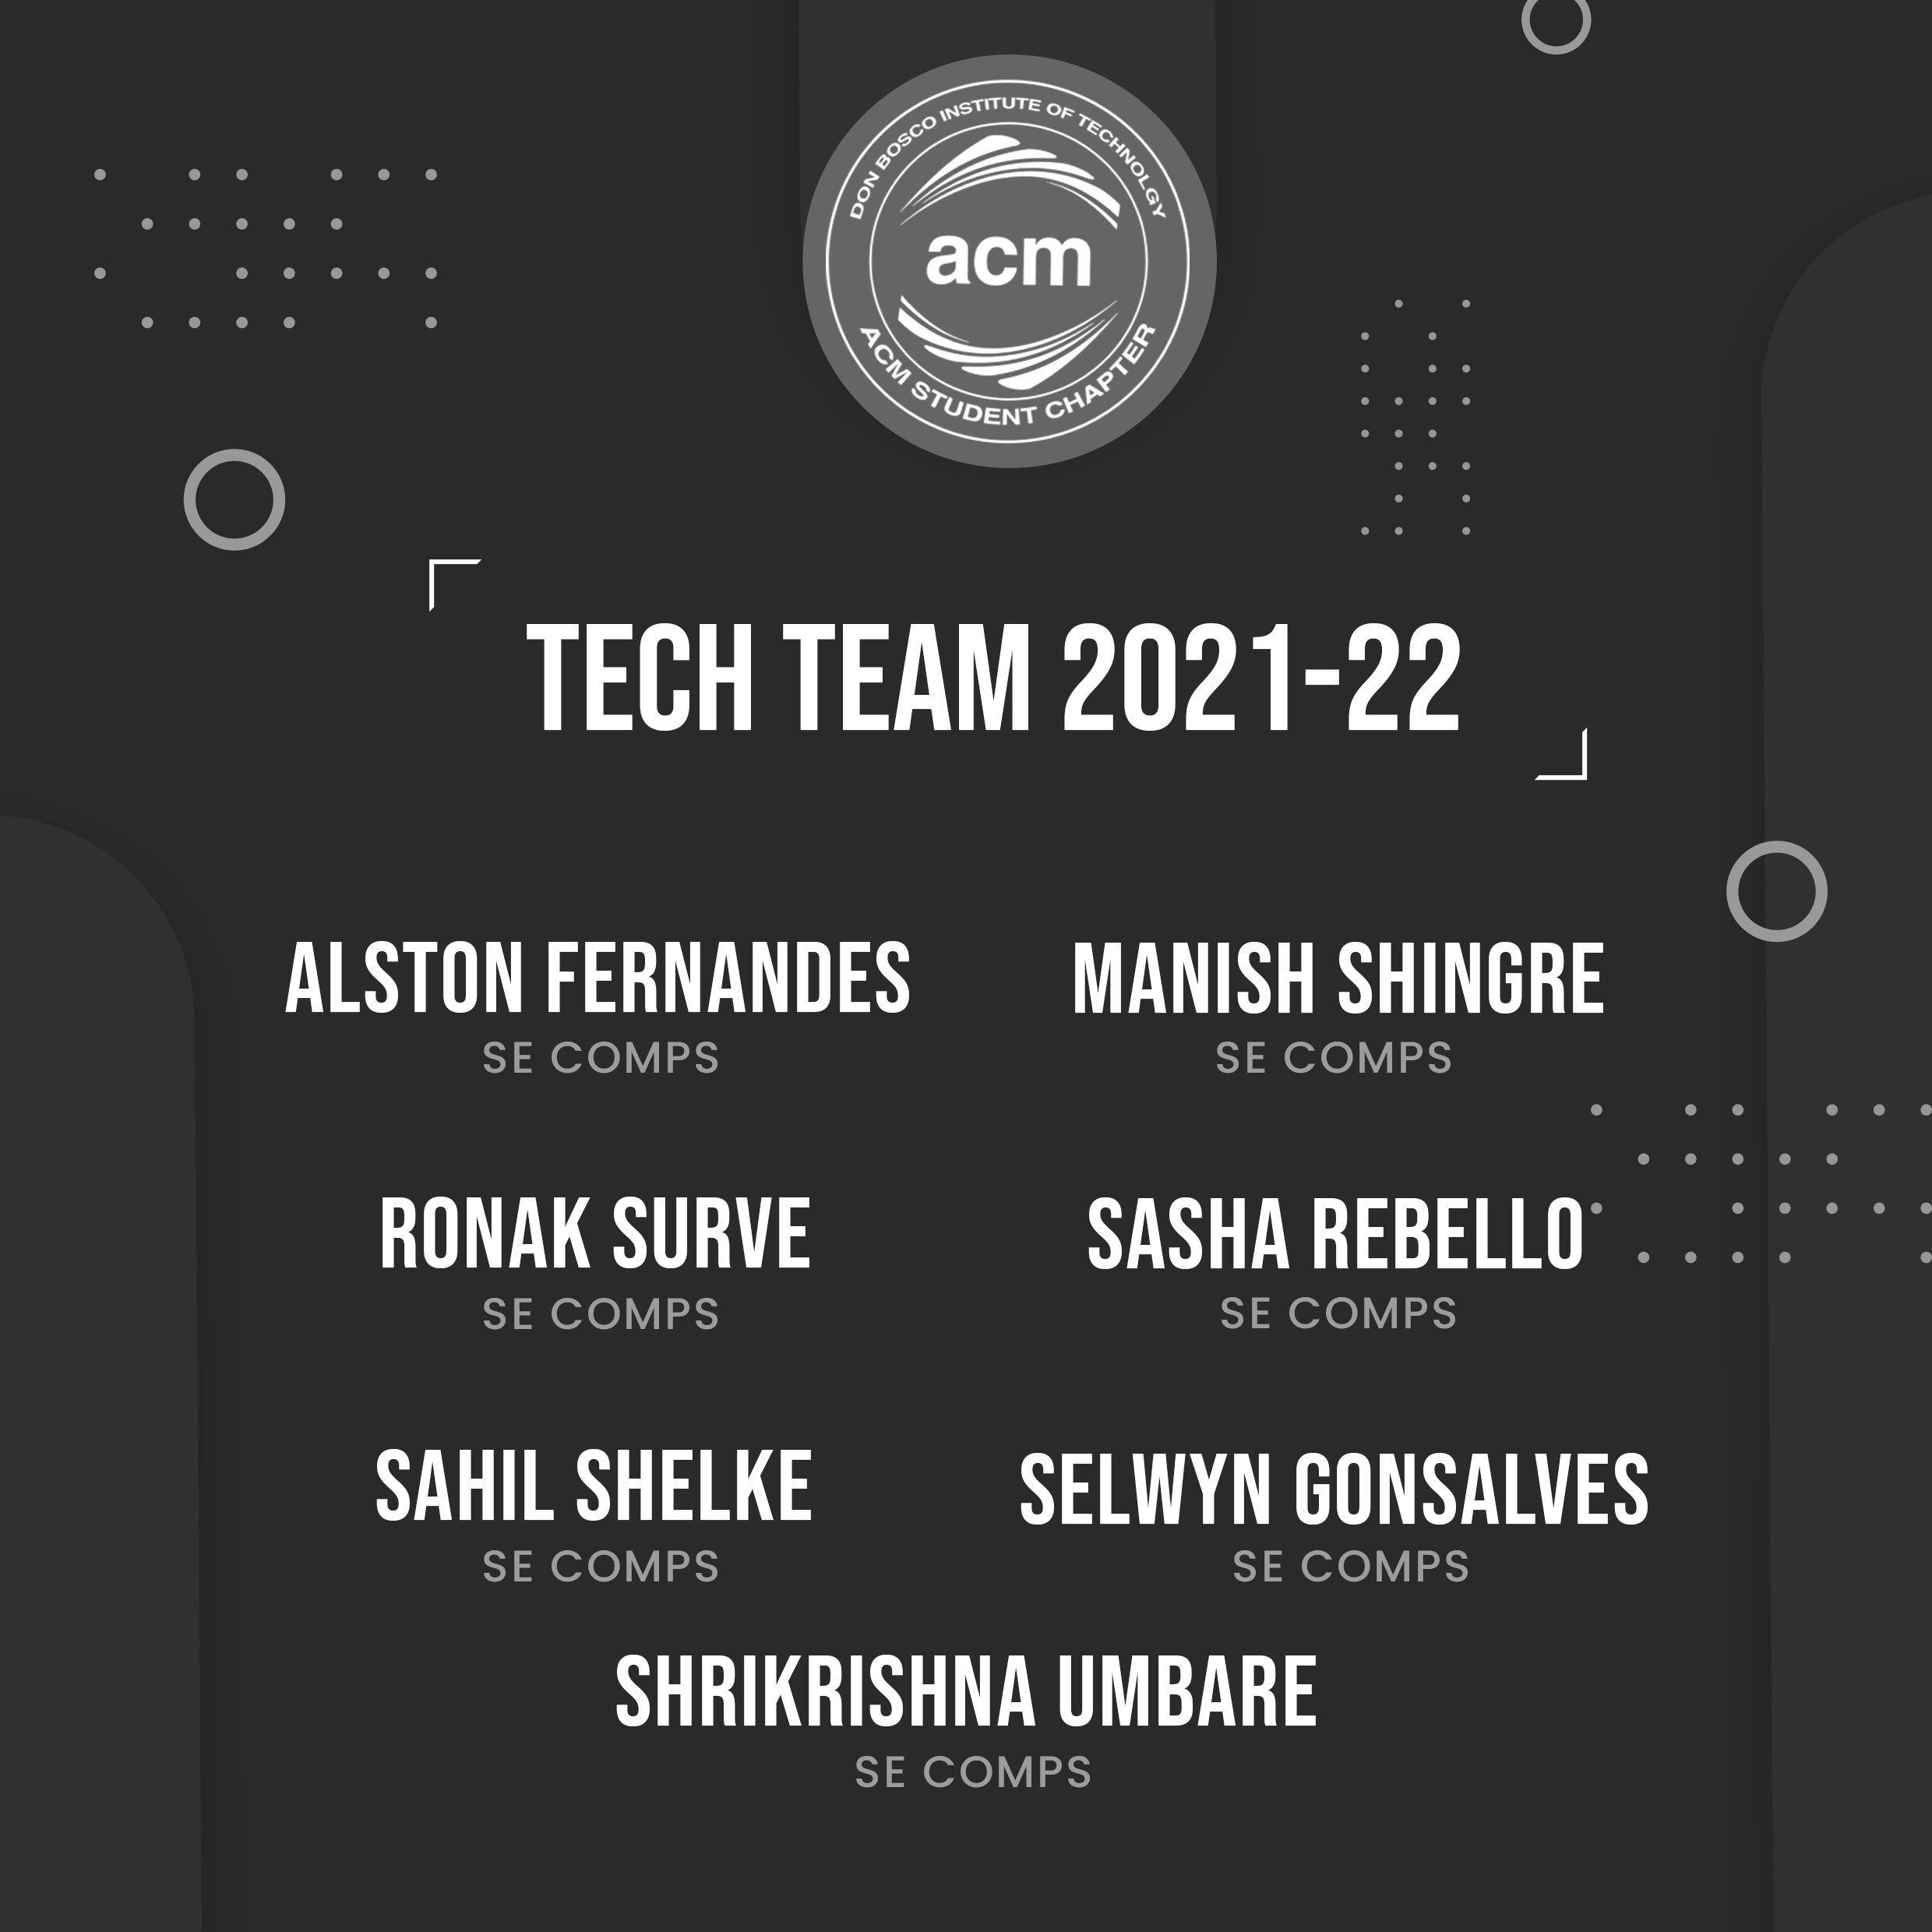 DON BOSCO INSTITUTE OF TECHNOLGY
acm
ACM STUDENT CHAPTER
TECH TEAM 2021-22
ALSTON FERNANDES
SE COMPS
MANISH SHINGRE
SE COMPS
RONAK SURVE
SE COMPS
SASHA REBELLO
SE COMPS
SAHIL SHELKE
SE COMPS
SELWYN GONSALVES
SE COMPS
SHRIKRISHNA UMBARE
SE COMPS